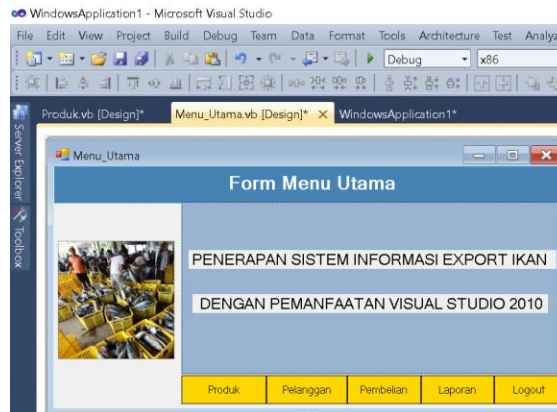 WindowsApplication1 - Microsoft Visual Studio
File Edit View Project Build Debug Team Data Format Tools Architecture Test Analyz
Debug x86
Produk.vb [Design]* Menu_Utama.vb [Design]* WindowsApplication1*
Server Explorer
Toolbox
Menu_Utama
Form Menu Utama
PENERAPAN SISTEM INFORMASI EXPORT IKAN
DENGAN PEMANFAATAN VISUAL STUDIO 2010
Produk Pelanggan Pembelian Laporan Logout